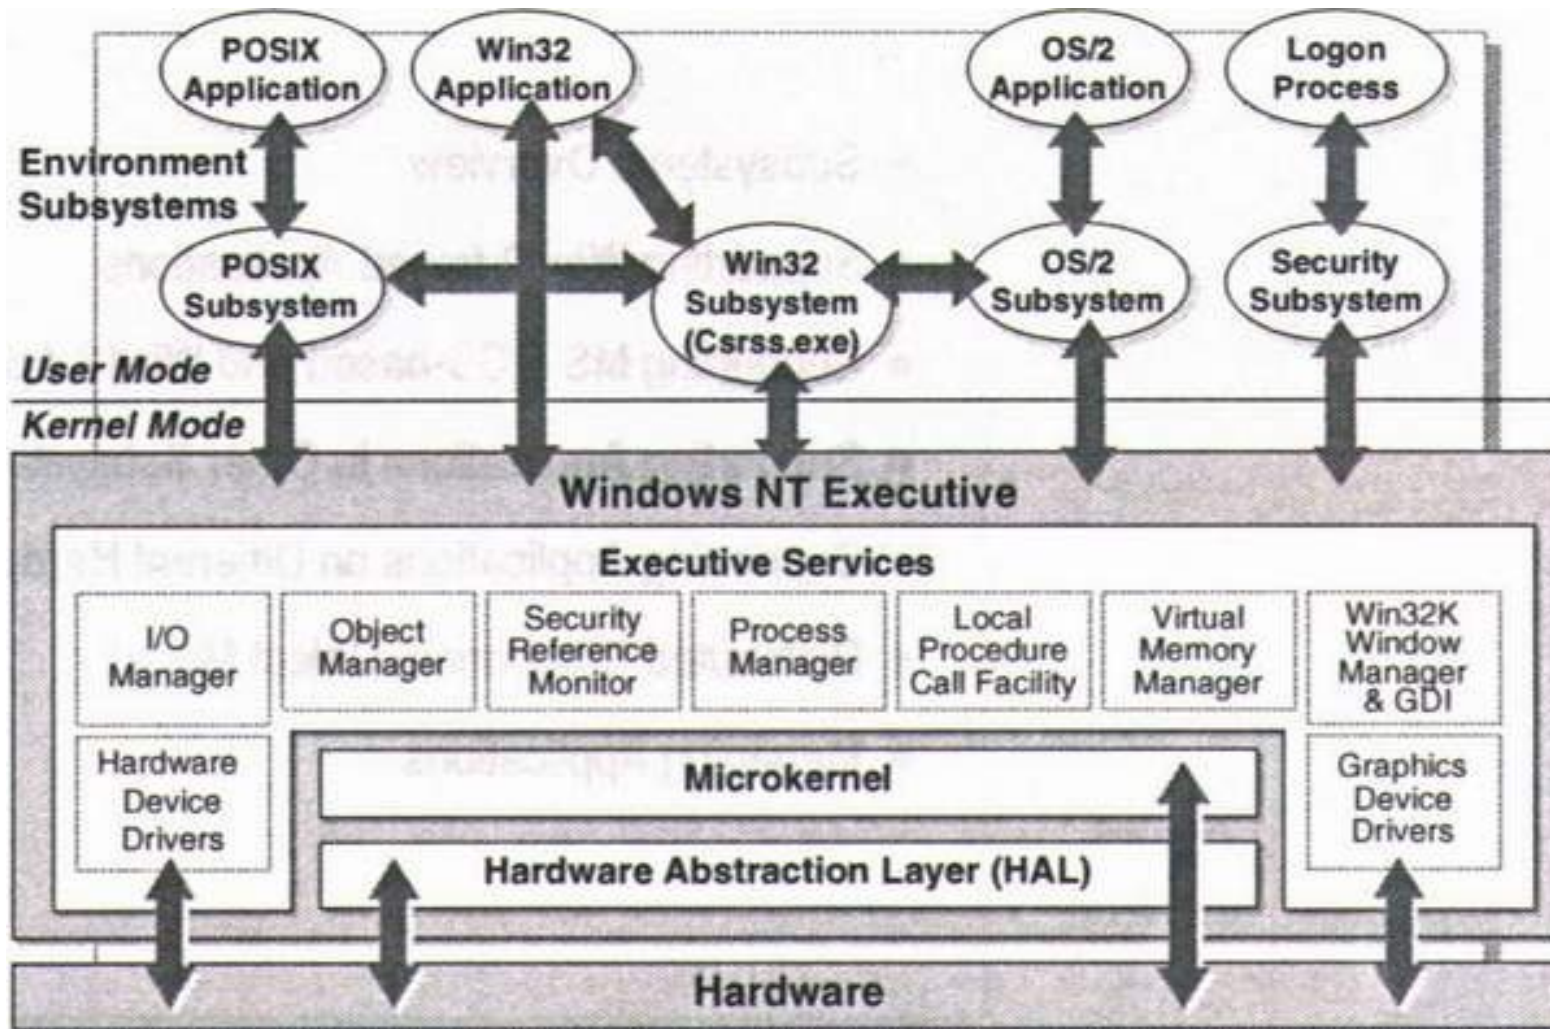 POSIX
Application
Win32
Application
OS/2
Application
Logon
Process
Environment
Subsystems
POSIX
Subsystem
Win32
Subsystem
(Csrss.exe)
OS/2
Subsystem
Security
Subsystem
User Mode
Kernel Mode
Windows NT Executive
Executive Services
I/O
Manager
Object
Manager
Security
Reference
Monitor
Process
Manager
Local
Procedure
Call Facility
Virtual
Memory
Manager
Win32K
Window
Manager
& GDI
Hardware
Device
Drivers
Graphics
Device
Drivers
Microkernel
Hardware Abstraction Layer (HAL)
Hardware